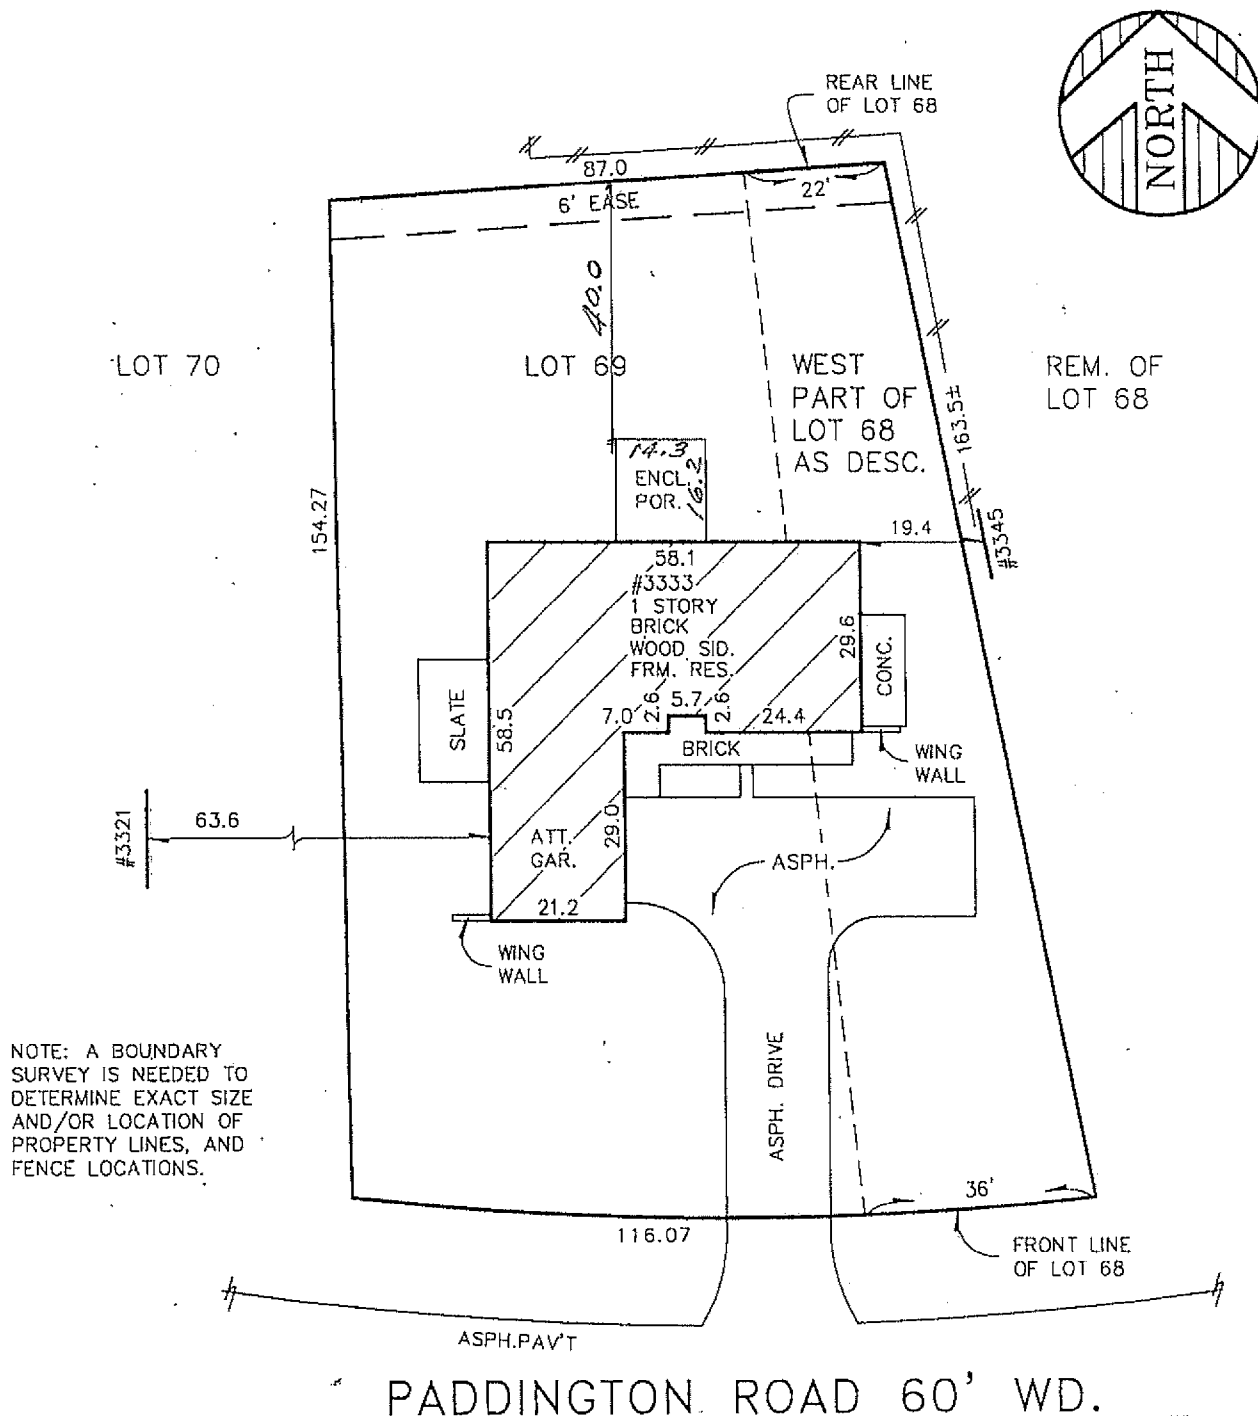 NORTH
REAR LINE
OF LOT 68
87.0
22'
6' EASE
40.0
LOT 70
LOT 69
WEST
PART OF
LOT 68
AS DESC.
REM. OF
LOT 68
163.5±
154.27
14.3
ENCL.
POR.
16.2
19.4
#3345
58.1
#3333
1 STORY
BRICK
WOOD SID.
FRM. RES.
29.6
CONC.
SLATE
58.5
7.0
2.6
5.7
2.6
24.4
BRICK
WING
WALL
#3321
63.6
ATT.
GAR.
29.0
ASPH.
21.2
WING
WALL
NOTE: A BOUNDARY
SURVEY IS NEEDED TO
DETERMINE EXACT SIZE
AND/OR LOCATION OF
PROPERTY LINES, AND
FENCE LOCATIONS.
ASPH. DRIVE
36'
116.07
FRONT LINE
OF LOT 68
ASPH.PAV'T
PADDINGTON ROAD 60' WD.